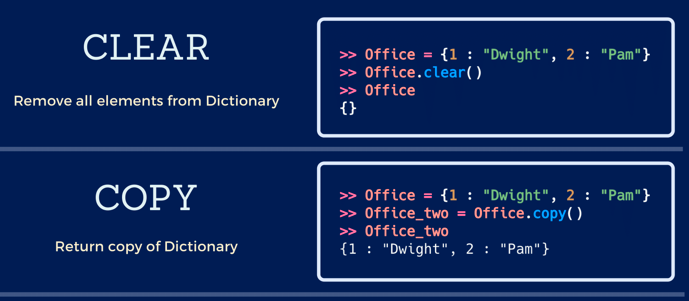 CLEAR
Remove all elements from Dictionary
>> Office = {1 : "Dwight", 2 : "Pam"}
>> Office.clear()
>> Office
{}
COPY
Return copy of Dictionary
>> Office = {1 : "Dwight", 2 : "Pam"}
>> Office_two = Office.copy()
>> Office_two
{1 : "Dwight", 2 : "Pam"}